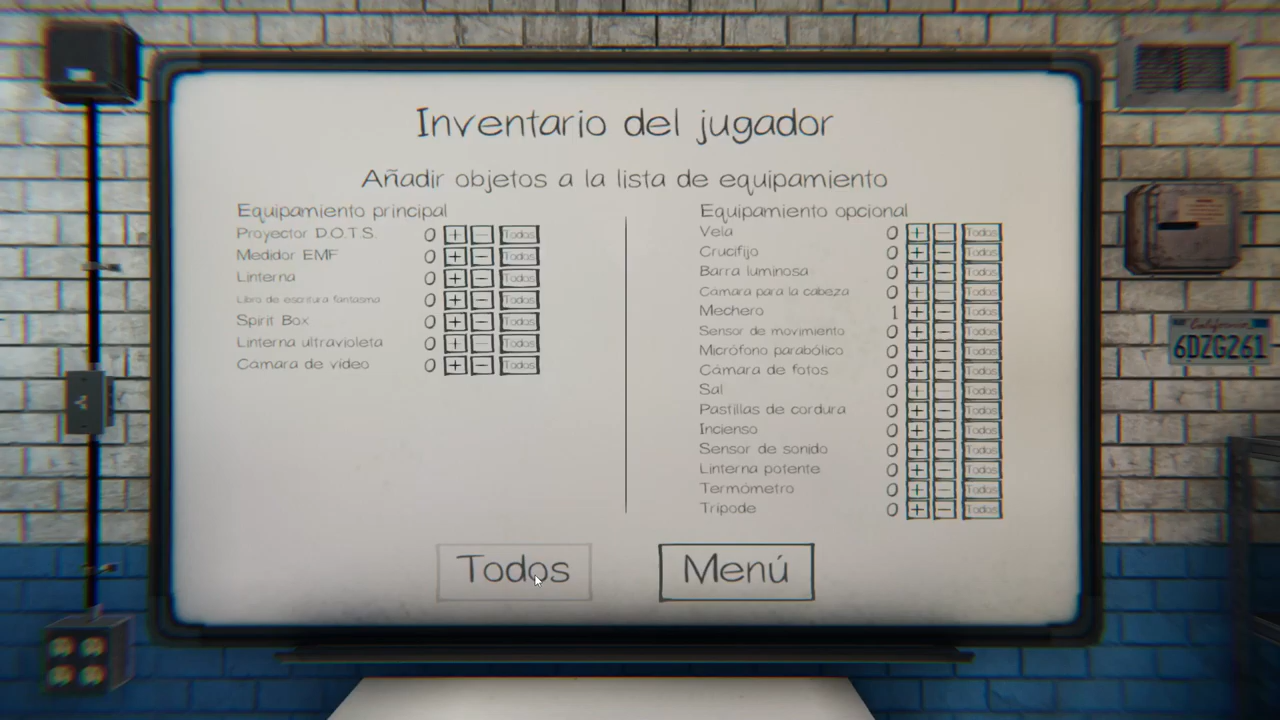 Inventario del jugador
Añadir objetos a la lista de equipamiento
Equipamiento principal
Proyector D.O.T.S. 0 + - Todos
Medidor EMF 0 + - Todos
Linterna 0 + - Todos
Libro de escritura fantasma 0 + - Todos
Spirit Box 0 + - Todos
Linterna ultravioleta 0 + - Todos
Cámara de vídeo 0 + - Todos
Equipamiento opcional
Vela 0 + - Todos
Crucifijo 0 + - Todos
Barra luminosa 0 + - Todos
Cámara para la cabeza 0 + - Todos
Mechero 1 + - Todos
Sensor de movimiento 0 + - Todos
Micrófono parabólico 0 + - Todos
Cámara de fotos 0 + - Todos
Sal 0 + - Todos
Pastillas de cordura 0 + - Todos
Incienso 0 + - Todos
Sensor de sonido 0 + - Todos
Linterna potente 0 + - Todos
Termómetro 0 + - Todos
Trípode 0 + - Todos
Todos Menú
California
6DZG261